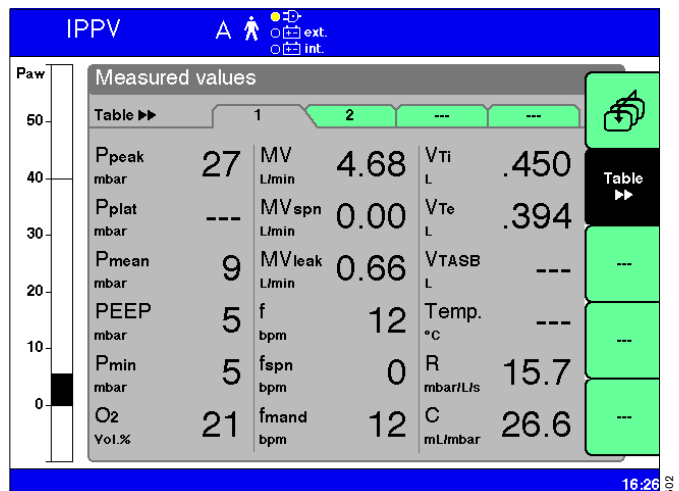 IPPV A
ext.
int.
Paw
50
40
30
20
10
0
Measured values
Table ▶▶ 1 2 --- ---
Ppeak mbar 27 MV L/min 4.68 VTi L .450
Pplat mbar --- MVspn L/min 0.00 VTe L .394
Pmean mbar 9 MVleak L/min 0.66 VTASB L ---
PEEP mbar 5 f bpm 12 Temp. °C ---
Pmin mbar 5 fspn bpm 0 R mbar/L/s 15.7
O2 Vol.% 21 fmand bpm 12 C mL/mbar 26.6
Table
▶▶
---
---
---
16:26